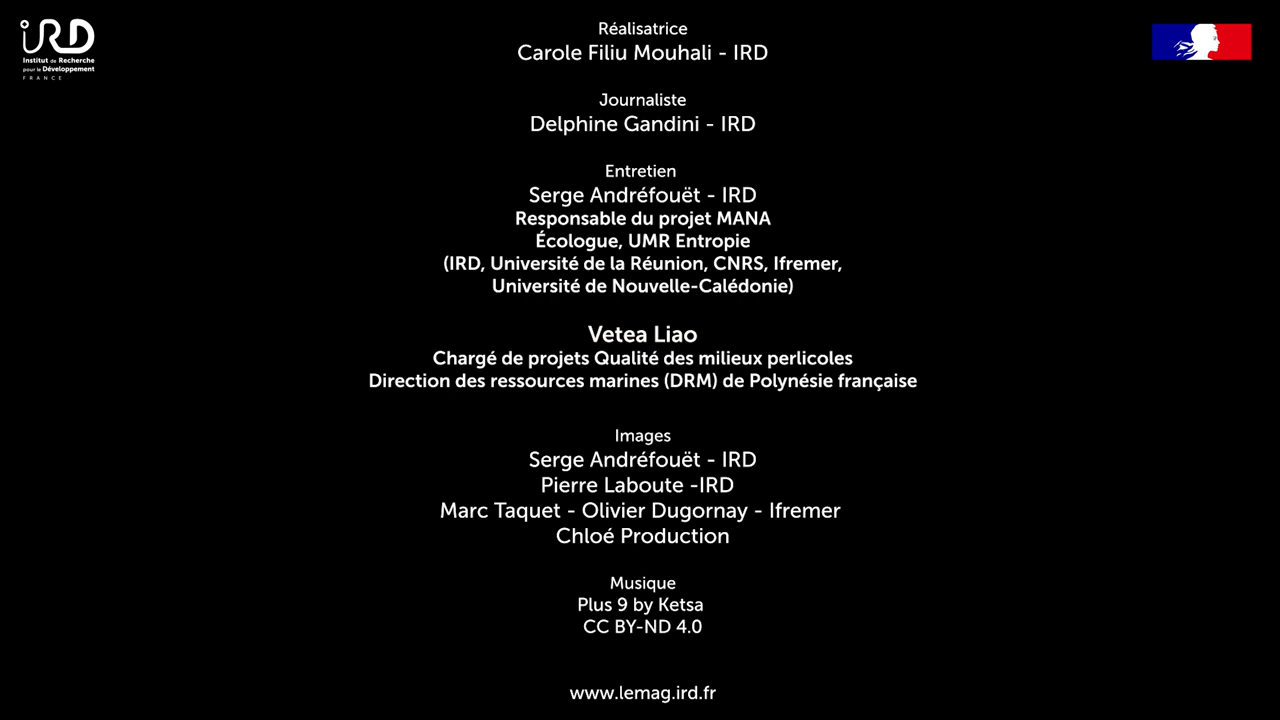 iRD
Institut de Recherche
pour le Développement
FRANCE
Réalisatrice
Carole Filiu Mouhali - IRD
Journaliste
Delphine Gandini - IRD
Entretien
Serge Andréfouët - IRD
Responsable du projet MANA
Écologue, UMR Entropie
(IRD, Université de la Réunion, CNRS, Ifremer,
Université de Nouvelle-Calédonie)
Vetea Liao
Chargé de projets Qualité des milieux perlicoles
Direction des ressources marines (DRM) de Polynésie française
Images
Serge Andréfouët - IRD
Pierre Laboute -IRD
Marc Taquet - Olivier Dugornay - Ifremer
Chloé Production
Musique
Plus 9 by Ketsa
CC BY-ND 4.0
www.lemag.ird.fr